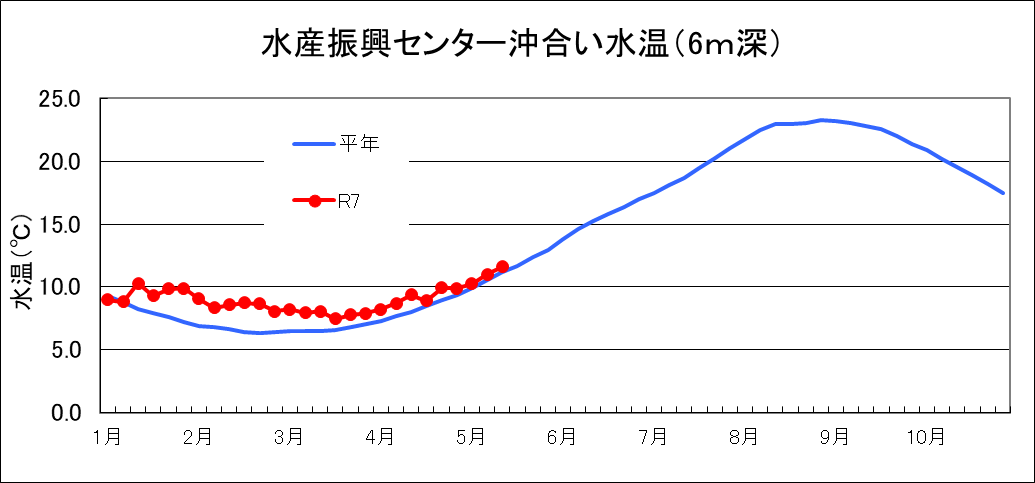 水産振興センター沖合い水温(6m深)
水温(℃)
25.0
20.0
15.0
10.0
5.0
0.0
平年
R7
1月 2月 3月 4月 5月 6月 7月 8月 9月 10月